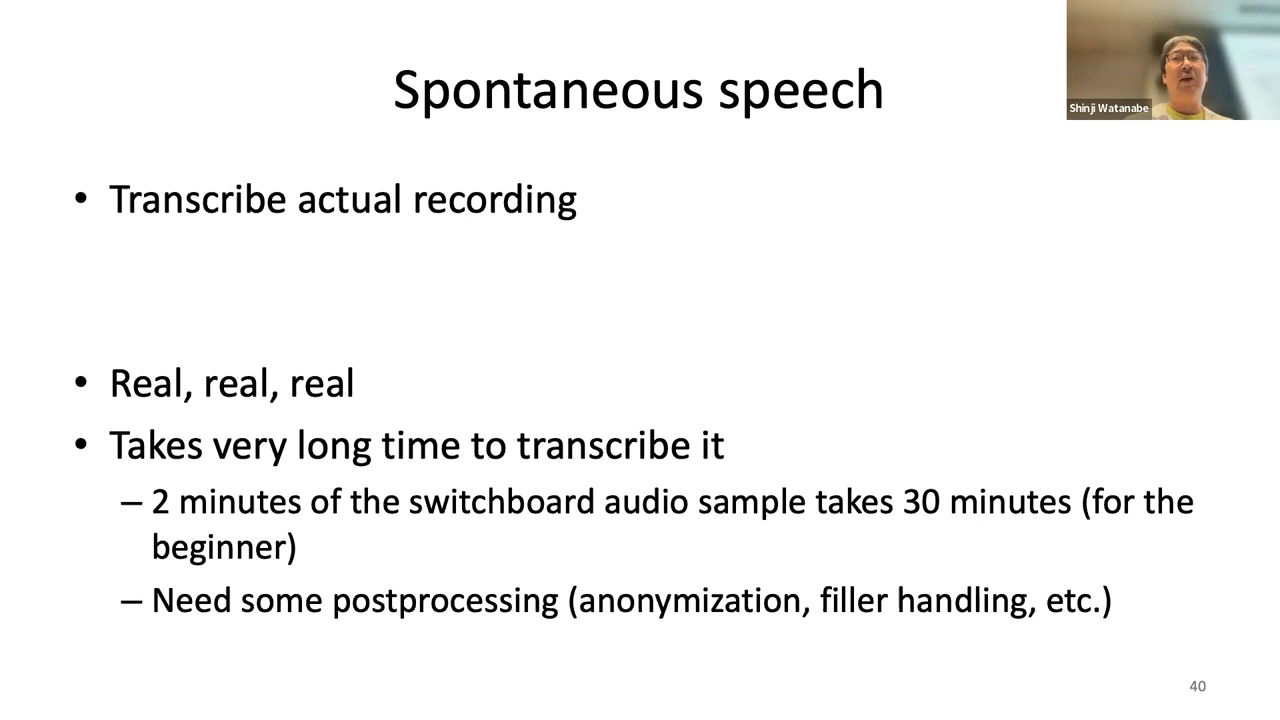 Spontaneous speech
Shinji Watanabe
• Transcribe actual recording
• Real, real, real
• Takes very long time to transcribe it
– 2 minutes of the switchboard audio sample takes 30 minutes (for the
beginner)
– Need some postprocessing (anonymization, filler handling, etc.)
40